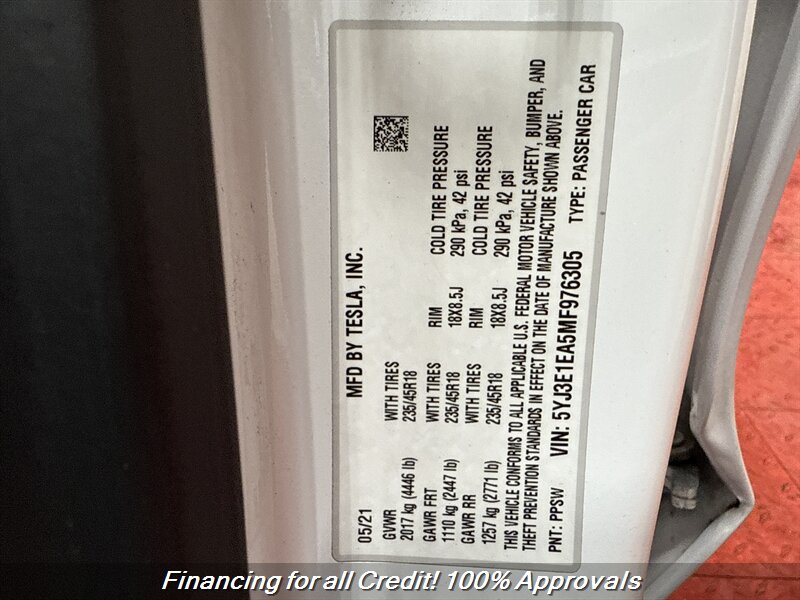 MFD BY TESLA, INC.
05/21
GVWR WITH TIRES
2017 kg (4446 lb) 235/45R18
GAWR FRT WITH TIRES RIM COLD TIRE PRESSURE
1110 kg (2447 lb) 235/45R18 18X8.5J 290 kPa, 42 psi
GAWR RR WITH TIRES RIM COLD TIRE PRESSURE
1257 kg (2771 lb) 235/45R18 18X8.5J 290 kPa, 42 psi
THIS VEHICLE CONFORMS TO ALL APPLICABLE U.S. FEDERAL MOTOR VEHICLE SAFETY, BUMPER, AND
THEFT PREVENTION STANDARDS IN EFFECT ON THE DATE OF MANUFACTURE SHOWN ABOVE.
PNT: PPSW VIN: 5YJ3E1EA5MF976305 TYPE: PASSENGER CAR
Financing for all Credit! 100% Approvals